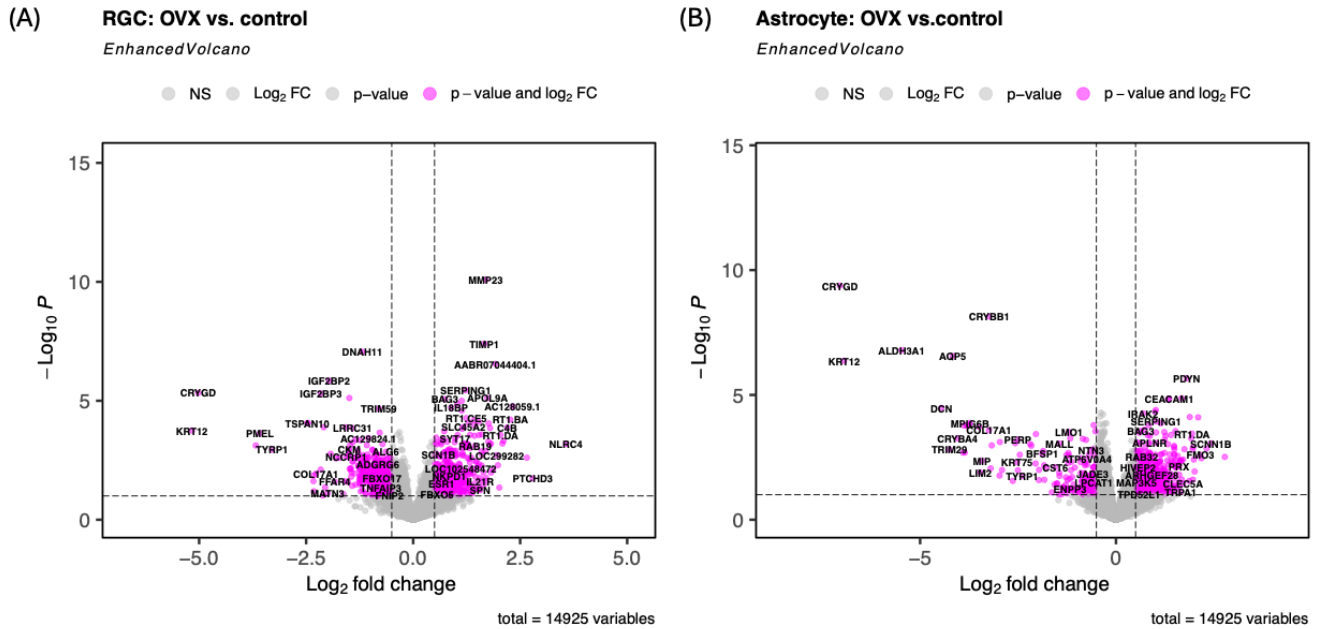 (A)
RGC: OVX vs. control
EnhancedVolcano
NS Log2 FC p-value p – value and log2 FC
15
10
5
0
−Log10 P
MMP23
TIMP1
DNAH11
AABR07044404.1
IGF2BP2
CRYGD
IGF2BP3
SERPING1
BAG3
APOL9A
IL18BP
AC128059.1
TRIM59
TSPAN10
LRRC31
RT1.CE5
RT1.BA
SLC45A2
C4B
KRT12
PMEL
AC129824.1
SYT17
RT1.DA
TYRP1
CKM
ALG6
RAB19
NLRC4
NCCRP1
SCN1B
LOC299282
ADGRG6
LOC102548472
COL17A1
FFAR4
FBXO17
NKPD1
PTCHD3
ESR1
IL21R
TNFAIP3
SPN
MATN3
FNIP2
FBXO6
−5.0 −2.5 0.0 2.5 5.0
Log2 fold change
total = 14925 variables
(B)
Astrocyte: OVX vs.control
EnhancedVolcano
NS Log2 FC p-value p – value and log2 FC
15
10
5
0
−Log10 P
CRYGD
CRYBB1
ALDH3A1
AQP5
KRT12
PDYN
CEACAM1
DCN
IRAK2
MPIG6B
SERPING1
COL17A1
LMO1
BAG3
RT1.DA
CRYBA4
PERP
MALL
APLNR
SCN1B
TRIM29
BFSP1
NTN3
FMO3
MIP
KRT75
ATP6V0A4
RAB32
CST6
HIVEP2
PRX
LIM2
TYRP1
JADE3
ARHGEF28
LPCAT1
MAP3K5
CLEC5A
ENPP3
TPD52L1
TRPA1
−5 0
Log2 fold change
total = 14925 variables